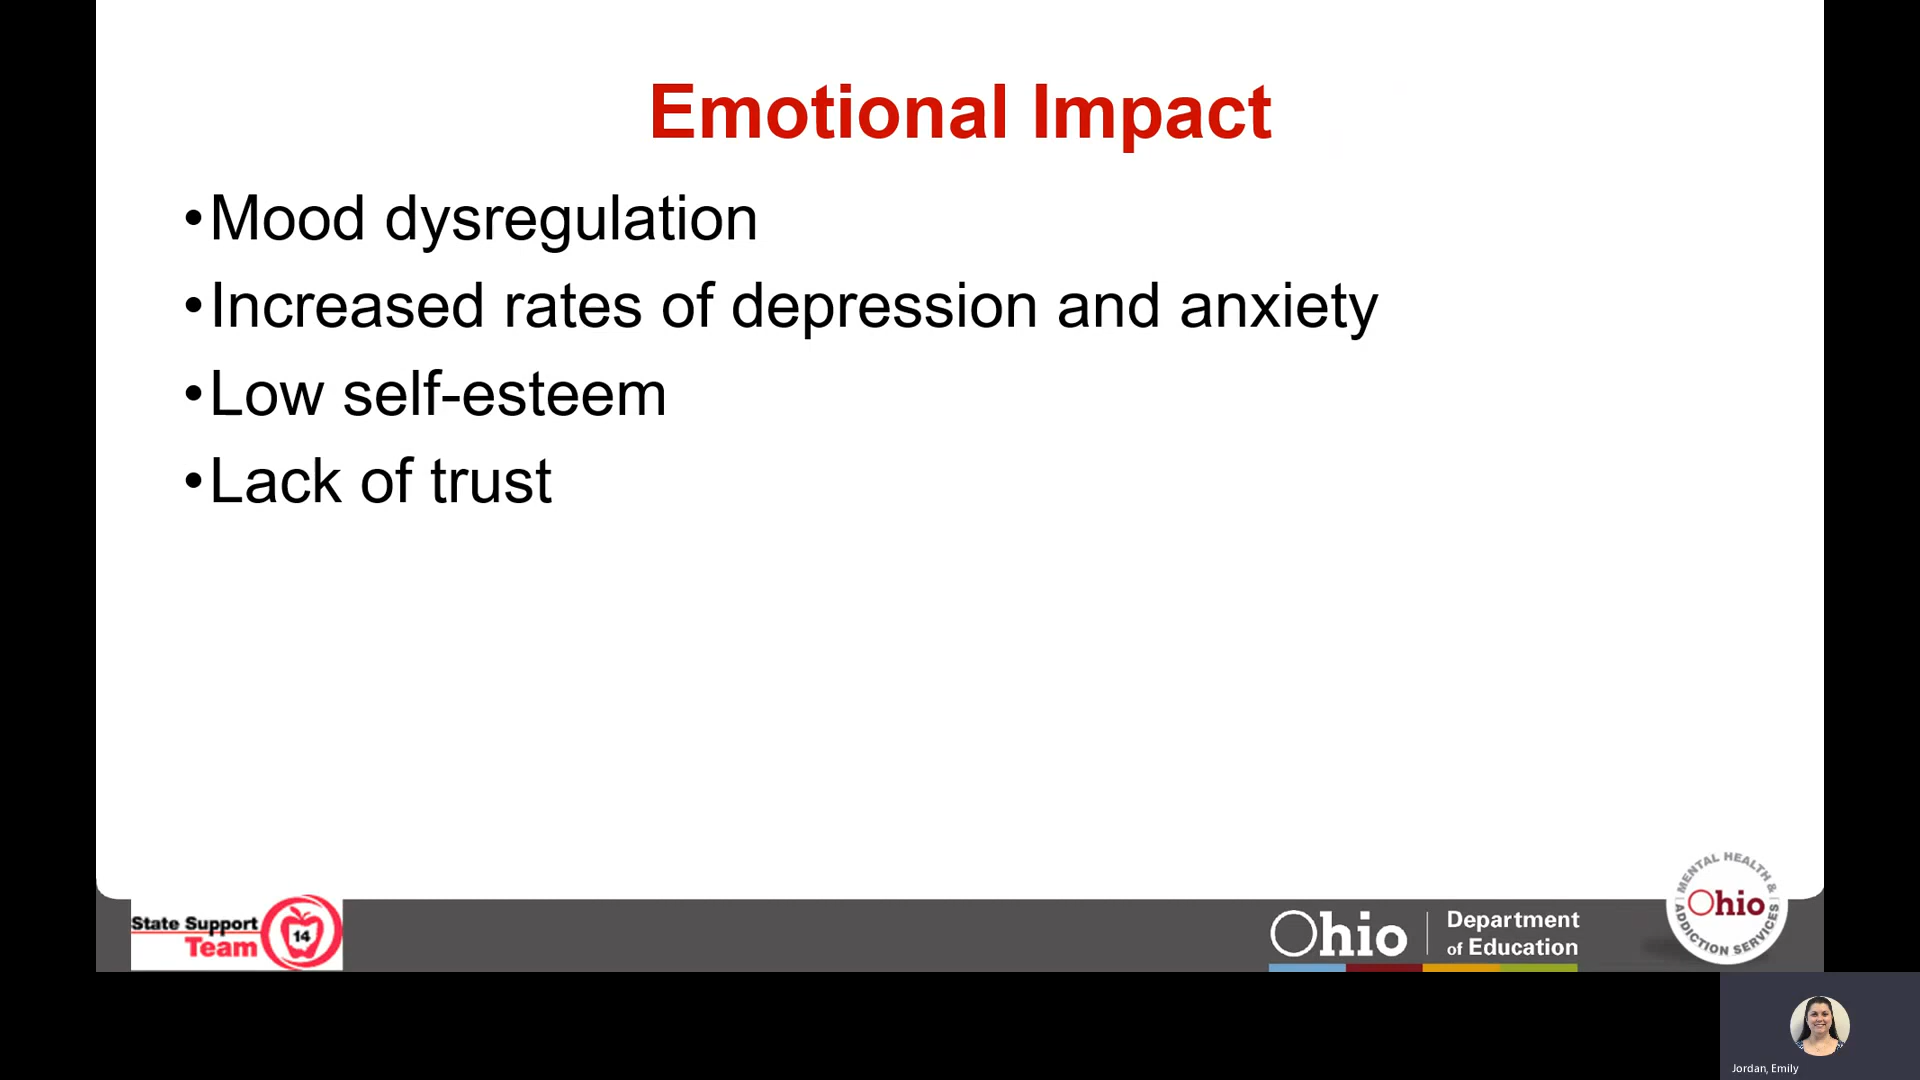 Emotional Impact
•Mood dysregulation
•Increased rates of depression and anxiety
•Low self-esteem
•Lack of trust
State Support
Team
14
Ohio
Department
of Education
MENTAL HEALTH &
Ohio
ADDICTION SERVICES
Jordan, Emily